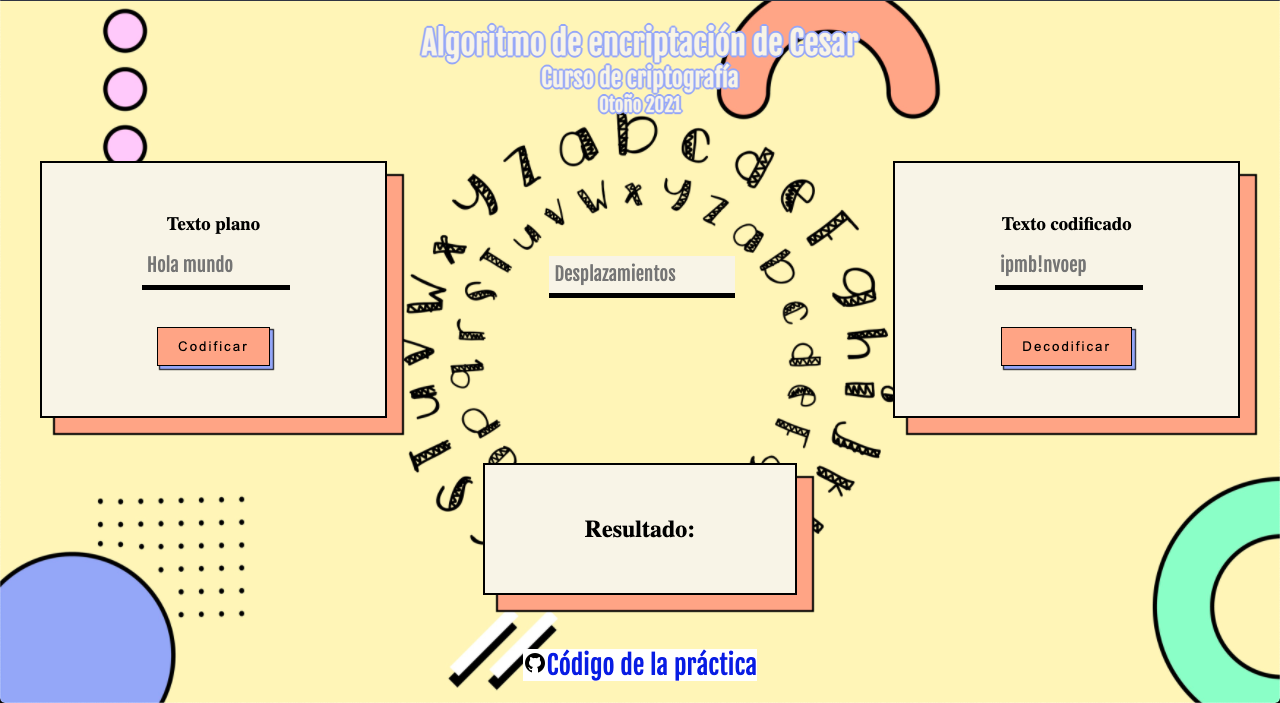 Algoritmo de encriptación de Cesar
Curso de criptografía
Otoño 2021
Texto plano
Hola mundo
Codificar
Desplazamientos
Texto codificado
ipmb!nvoep
Decodificar
Resultado:
Código de la práctica